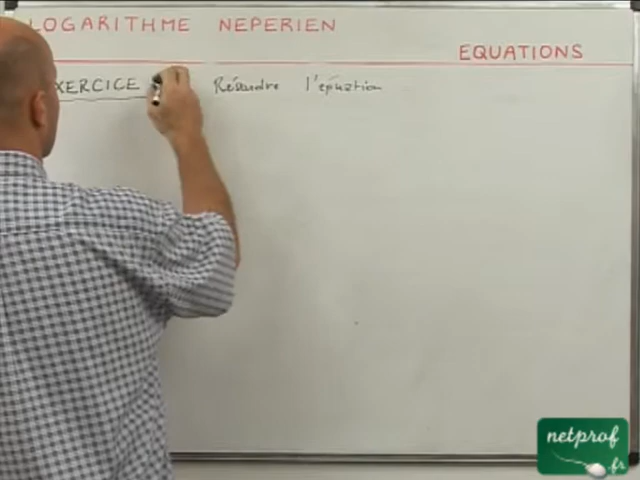 LOGARITHME NEPERIEN
EQUATIONS
EXERCICE Résoudre l'équation
netprof
.fr